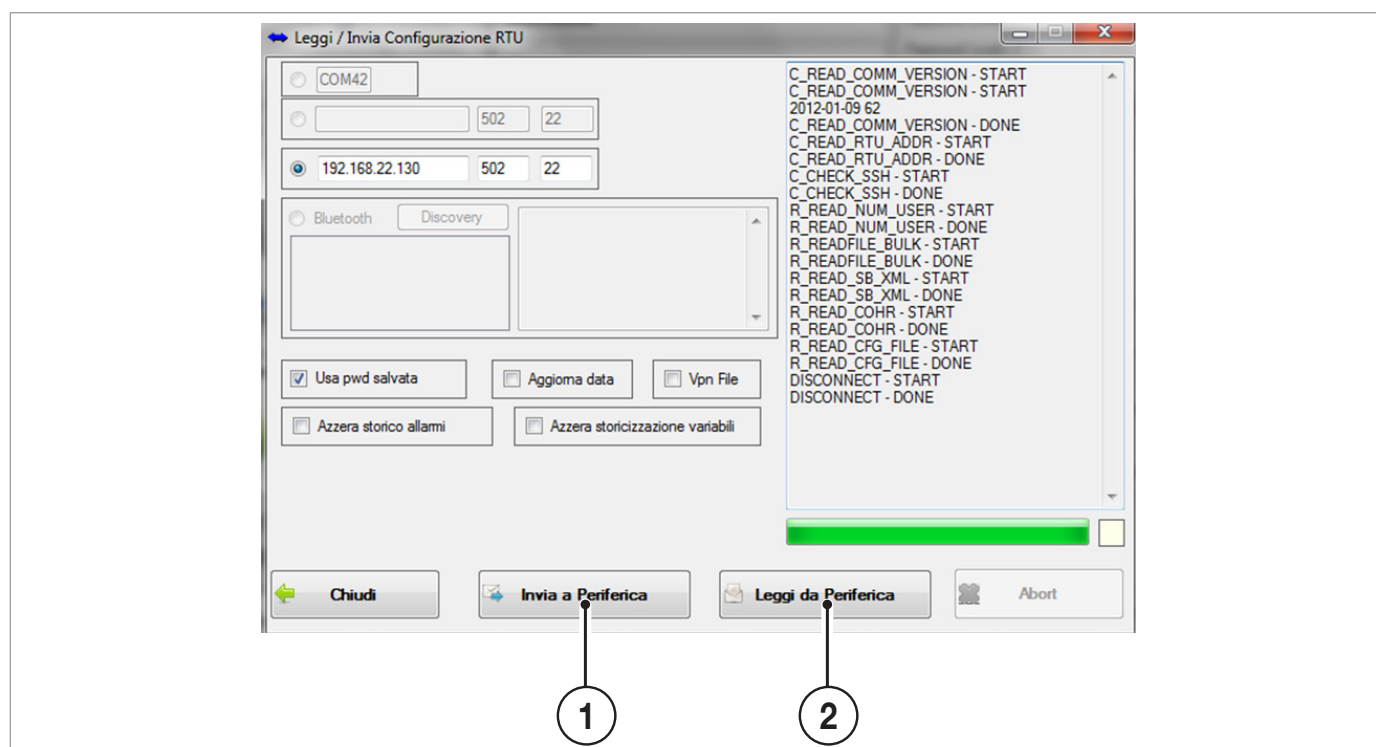 Leggi / Invia Configurazione RTU
COM42
502 22
192.168.22.130 502 22
Bluetooth Discovery
Usa pwd salvata Aggiorna data Vpn File
Azzera storico allarmi Azzera storicizzazione variabili
C_READ_COMM_VERSION - START
C_READ_COMM_VERSION - START
2012-01-09 62
C_READ_COMM_VERSION - DONE
C_READ_RTU_ADDR - START
C_READ_RTU_ADDR - DONE
C_CHECK_SSH - START
C_CHECK_SSH - DONE
R_READ_NUM_USER - START
R_READ_NUM_USER - DONE
R_READFILE_BULK - START
R_READFILE_BULK - DONE
R_READ_SB_XML - START
R_READ_SB_XML - DONE
R_READ_COHR - START
R_READ_COHR - DONE
R_READ_CFG_FILE - START
R_READ_CFG_FILE - DONE
DISCONNECT - START
DISCONNECT - DONE
Chiudi Invia a Periferica Leggi da Periferica Abort
1 2